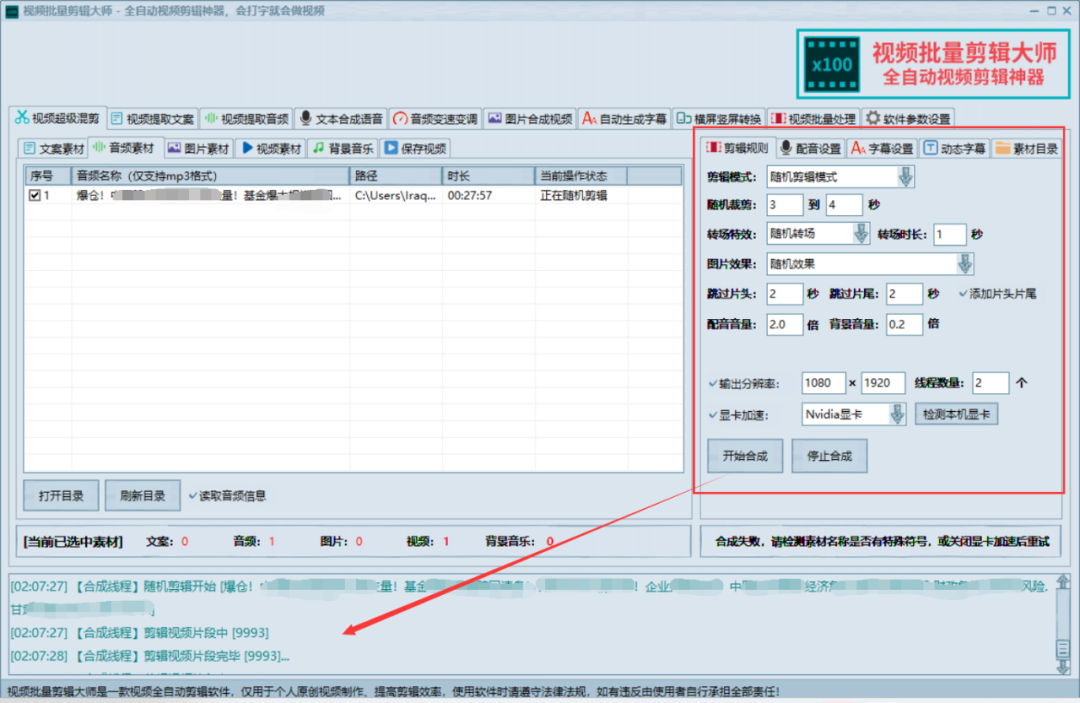 视频批量剪辑大师 - 全自动视频剪辑神器，会打字就会做视频
x100
视频批量剪辑大师
全自动视频剪辑神器
视频超级混剪 视频提取文案 视频提取音频 文本合成语音 音频变速变调 图片合成视频 自动生成字幕 横屏竖屏转换 视频批量处理 软件参数设置
文案素材 音频素材 图片素材 视频素材 背景音乐 保存视频
剪辑规则 配音设置 字幕设置 动态字幕 素材目录
序号 音频名称（仅支持mp3格式） 路径 时长 当前操作状态
1 爆仓！ 量！基金爆大 ... C:\Users\Iraq... 00:27:57 正在随机剪辑
剪辑模式： 随机剪辑模式
随机裁剪： 3 到 4 秒
转场特效： 随机转场 转场时长： 1 秒
图片效果： 随机效果
跳过片头： 2 秒 跳过片尾： 2 秒 添加片头片尾
配音音量： 2.0 倍 背景音量： 0.2 倍
输出分辨率： 1080 × 1920 线程数量： 2 个
显卡加速： Nvidia显卡 检测本机显卡
开始合成 停止合成
打开目录 刷新目录 读取音频信息
[当前已选中素材] 文案： 0 音频： 1 图片： 0 视频： 1 背景音乐： 0
合成失败，请检测素材名称是否有特殊符号，或关闭显卡加速后重试
[02:07:27] 【合成线程】随机剪辑开始 [爆仓！ 量！基金 ！企业 中 经济 风险，
甘 ]
[02:07:27] 【合成线程】剪辑视频片段中 [9993]
[02:07:28] 【合成线程】剪辑视频片段完毕 [9993]...
视频批量剪辑大师是一款视频全自动剪辑软件，仅用于个人原创视频制作、提高剪辑效率，使用软件时请遵守法律法规，如有违反由使用者自行承担全部责任！